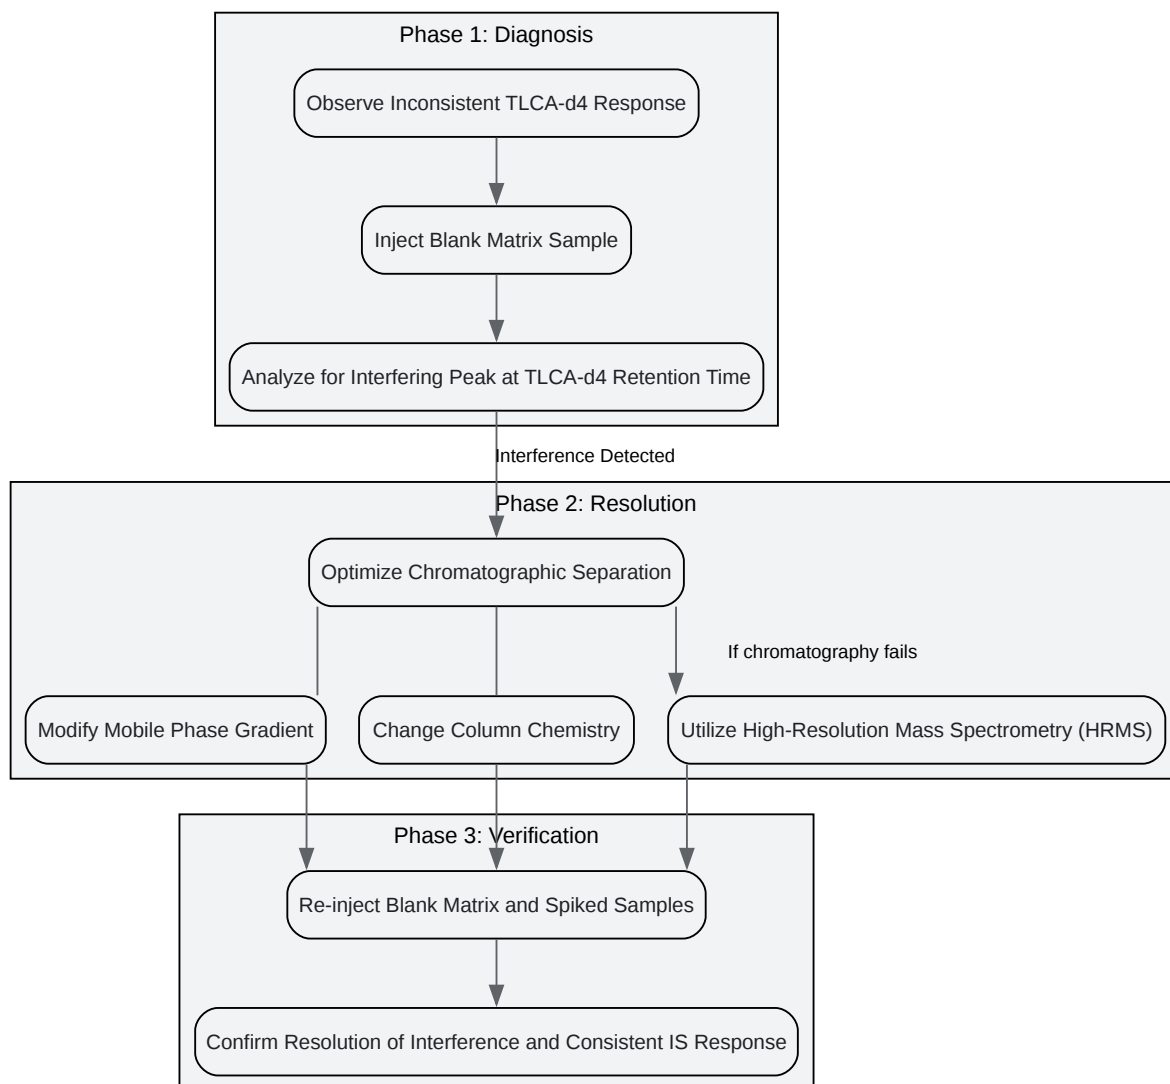 Phase 1: Diagnosis
Observe Inconsistent TLCA-d4 Response
Inject Blank Matrix Sample
Analyze for Interfering Peak at TLCA-d4 Retention Time
Interference Detected
Phase 2: Resolution
Optimize Chromatographic Separation
If chromatography fails
Modify Mobile Phase Gradient
Change Column Chemistry
Utilize High-Resolution Mass Spectrometry (HRMS)
Phase 3: Verification
Re-inject Blank Matrix and Spiked Samples
Confirm Resolution of Interference and Consistent IS Response